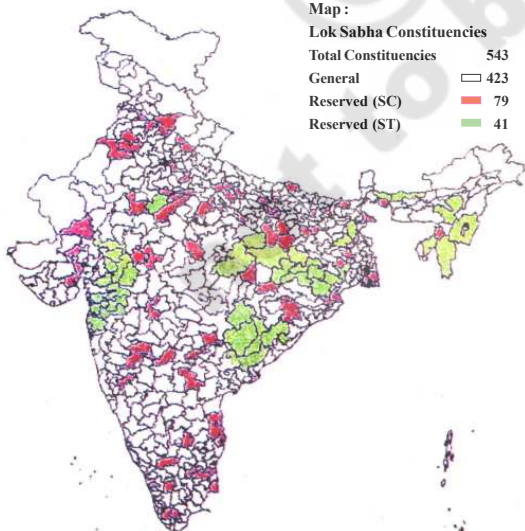 Map :
Lok Sabha Constituencies
Total Constituencies 543
General 423
Reserved (SC) 79
Reserved (ST) 41